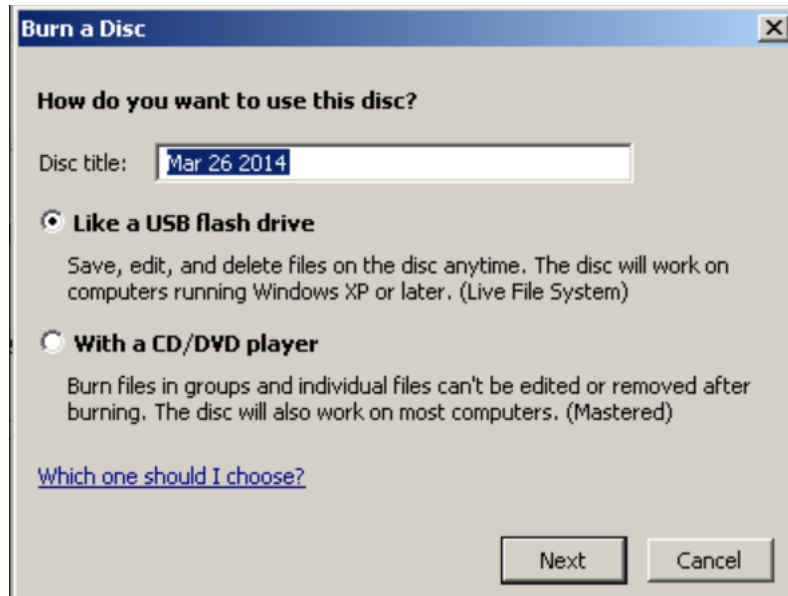 Burn a Disc
How do you want to use this disc?
Disc title: Mar 26 2014
Like a USB flash drive
Save, edit, and delete files on the disc anytime. The disc will work on
computers running Windows XP or later. (Live File System)
With a CD/DVD player
Burn files in groups and individual files can't be edited or removed after
burning. The disc will also work on most computers. (Mastered)
Which one should I choose?
Next Cancel